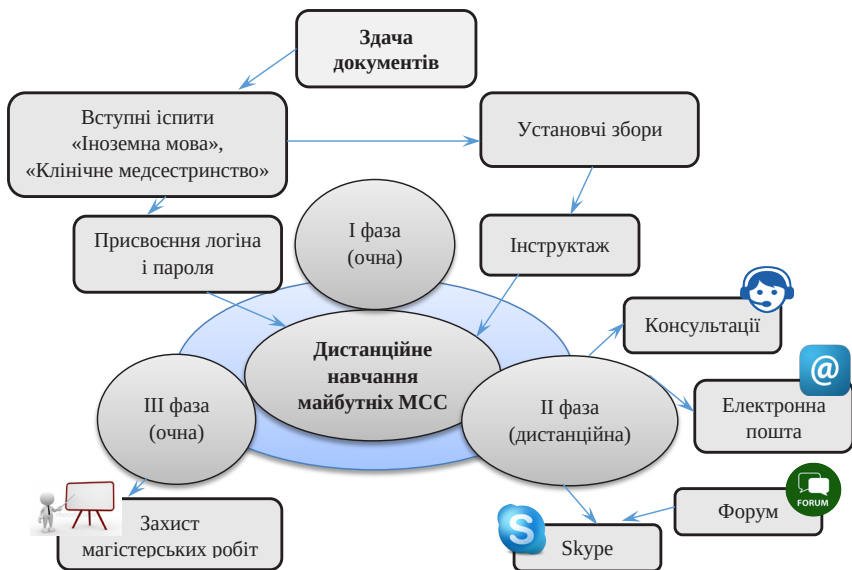 Здача
документів
Вступні іспити
«Іноземна мова»,
«Клінічне медсестринство»
Установчі збори
Присвоєння логіна
і пароля
І фаза
(очна)
Інструктаж
Консультації
Дистанційне
навчання
майбутніх МСС
@
Електронна
пошта
ІІІ фаза
(очна)
ІІ фаза
(дистанційна)
FORUM
Форум
Захист
магістерських робіт
S
Skype